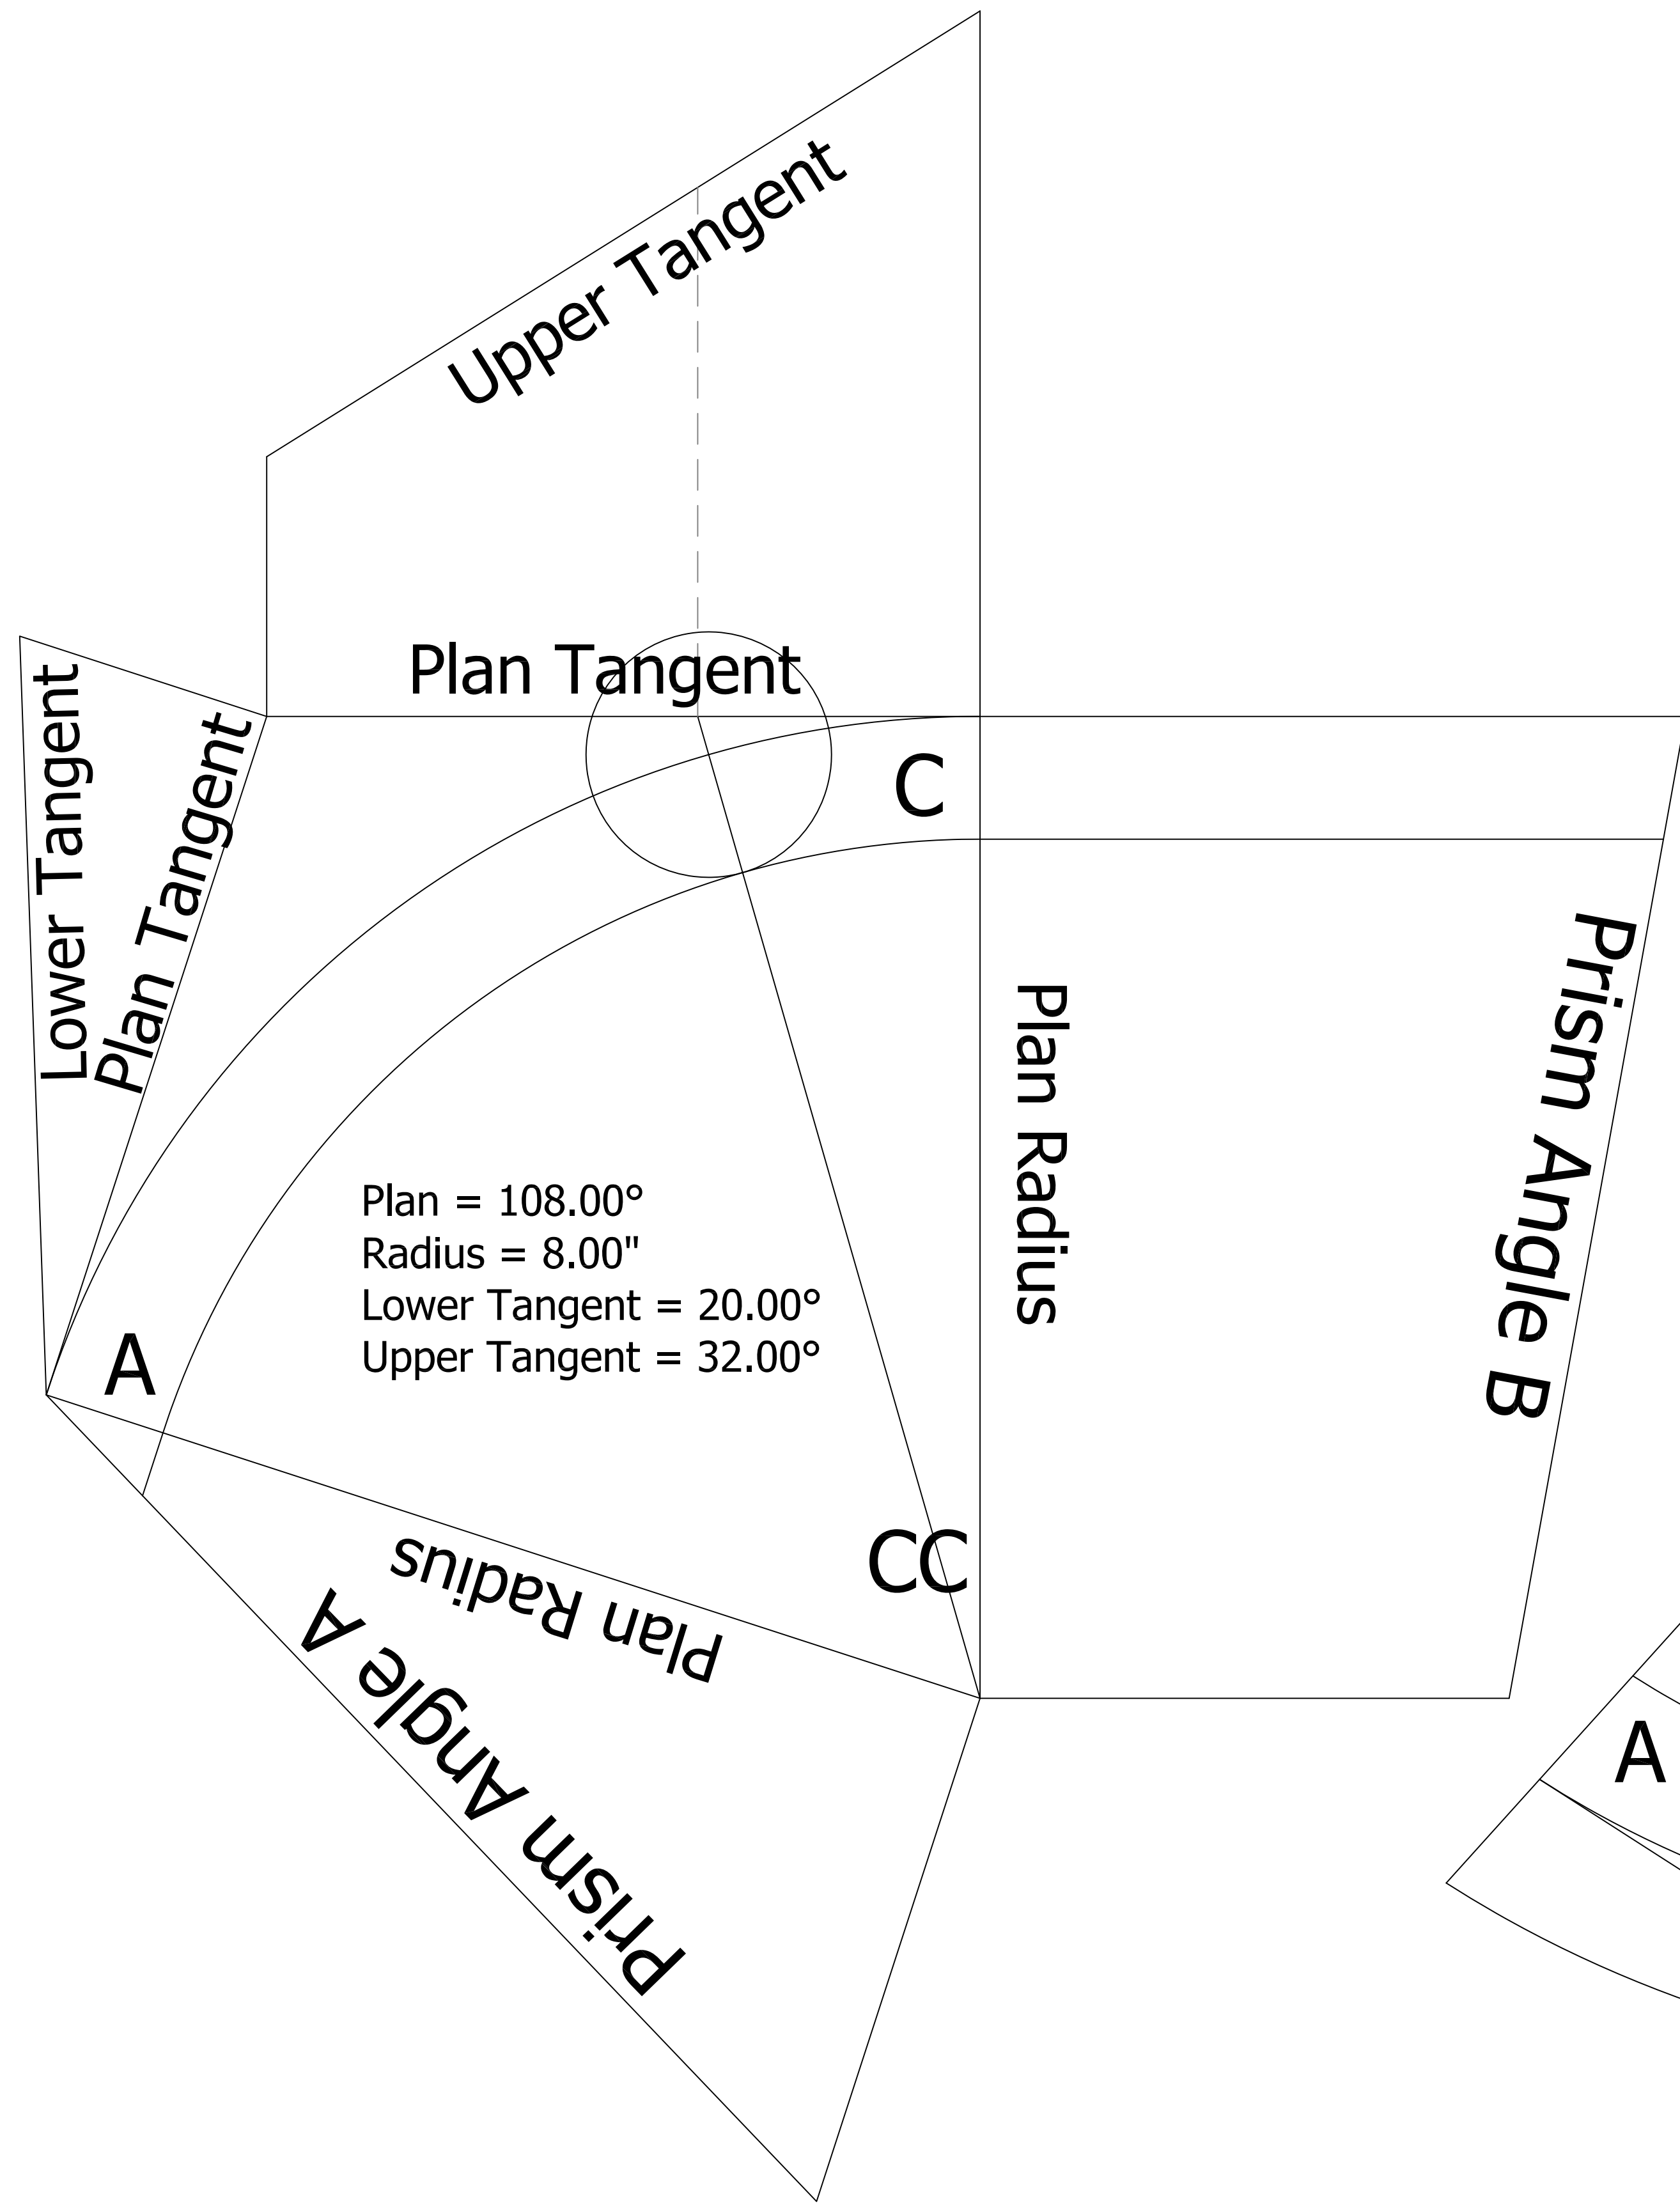 Upper Tangent
Plan Tangent
Lower Tangent
Plan Tangent
C
Plan Radius
Prism Angle B
Plan = 108.00°
Radius = 8.00"
Lower Tangent = 20.00°
Upper Tangent = 32.00°
A
CC
Plan Radius
Prism Angle A
A